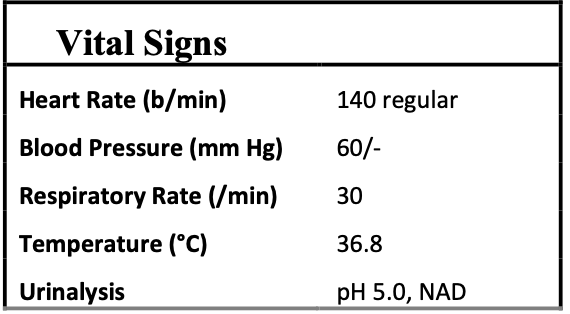 Vital Signs
Heart Rate (b/min) 140 regular
Blood Pressure (mm Hg) 60/-
Respiratory Rate (/min) 30
Temperature (°C) 36.8
Urinalysis pH 5.0, NAD